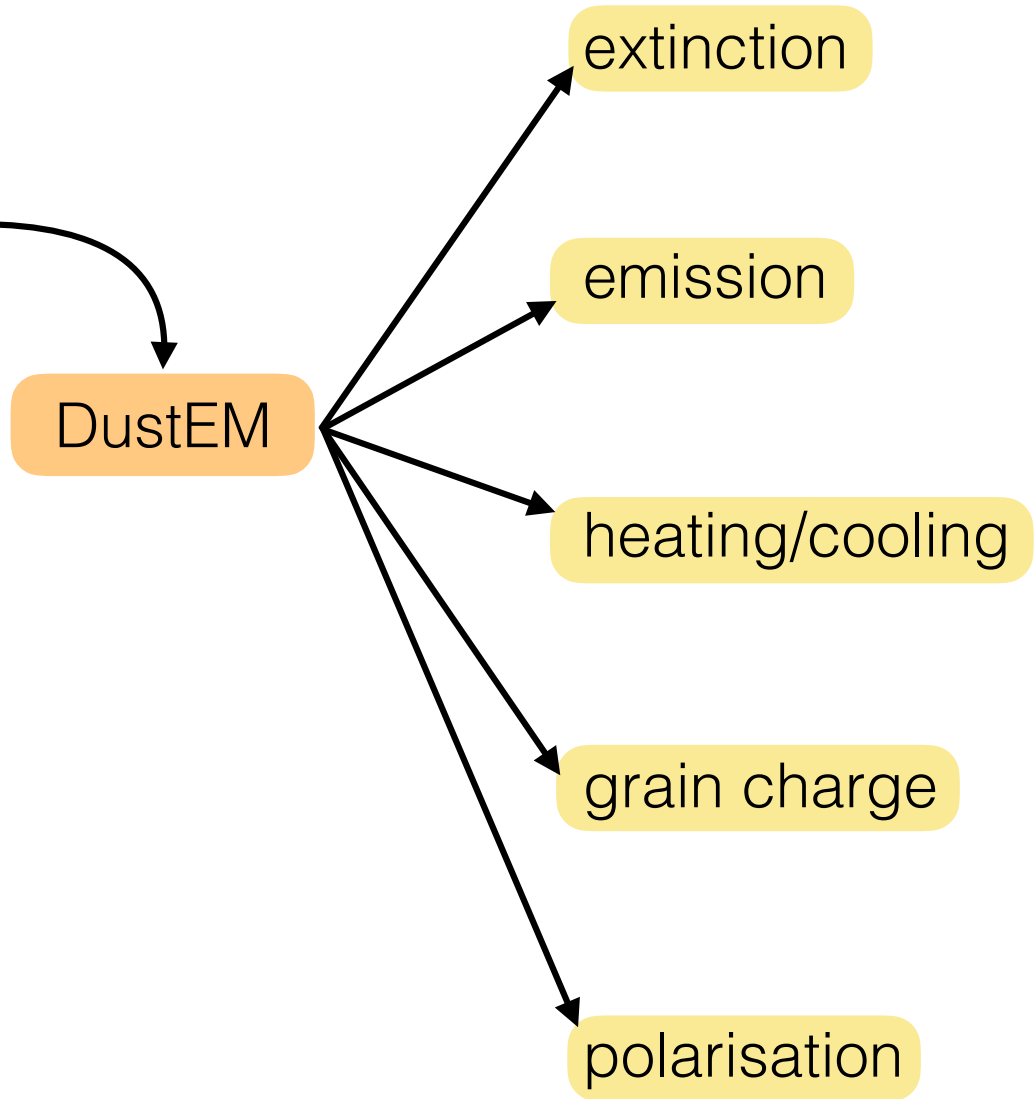 extinction
emission
DustEM
heating/cooling
grain charge
polarisation